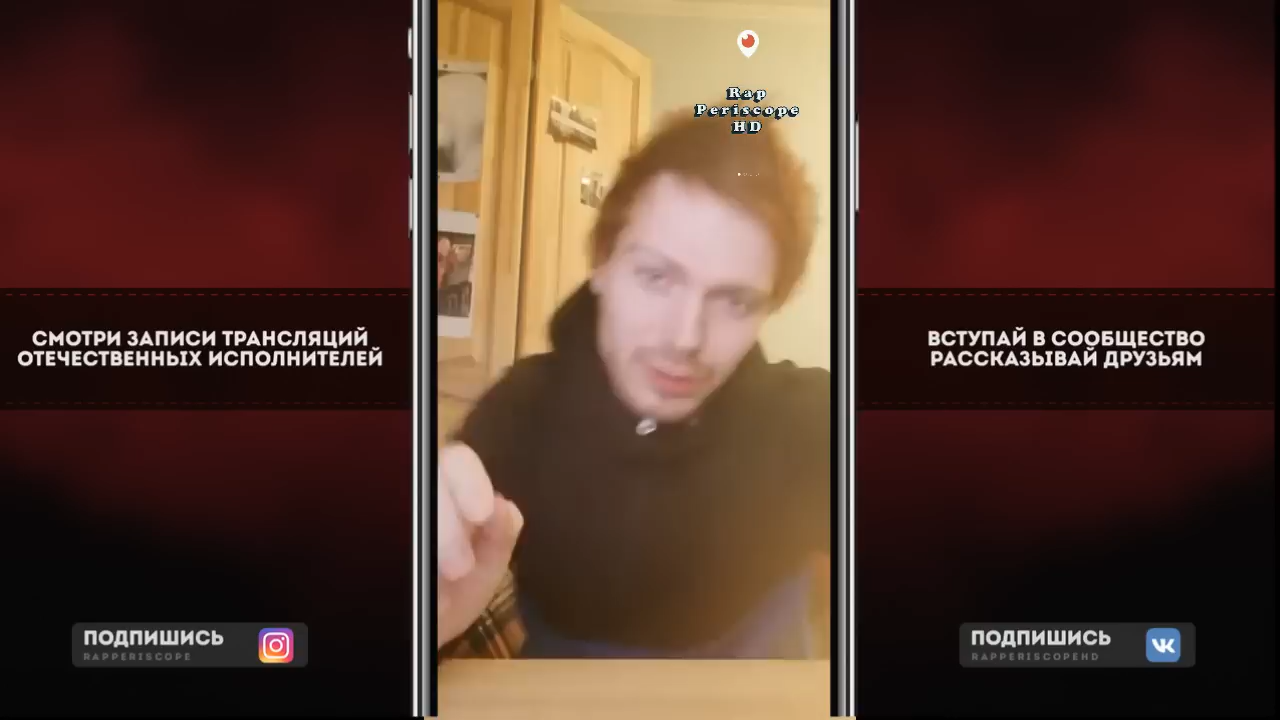 Rap
Periscope
HD
СМОТРИ ЗАПИСИ ТРАНСЛЯЦИЙ
ОТЕЧЕСТВЕННЫХ ИСПОЛНИТЕЛЕЙ
ВСТУПАЙ В СООБЩЕСТВО
РАССКАЗЫВАЙ ДРУЗЬЯМ
ПОДПИШИСЬ
RAPPERISCOPE
ПОДПИШИСЬ
RAPPERISCOPEHD